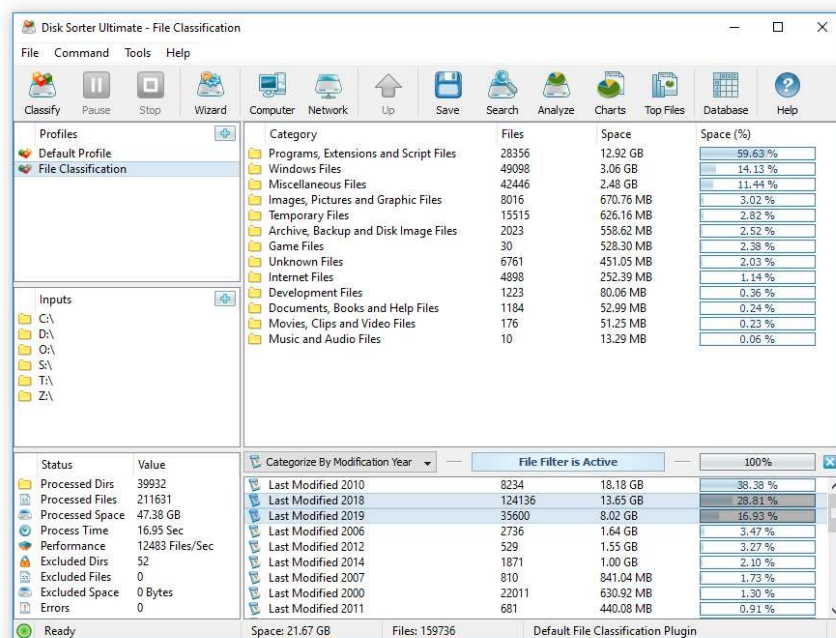 Disk Sorter Ultimate - File Classification
File Command Tools Help
Classify Pause Stop Wizard Computer Network Up Save Search Analyze Charts Top Files Database Help
Profiles
Default Profile
File Classification
Inputs
C:\
D:\
O:\
S:\
T:\
Z:\
Category Files Space Space (%)
Programs, Extensions and Script Files 28356 12.92 GB 59.63 %
Windows Files 49098 3.06 GB 14.13 %
Miscellaneous Files 42446 2.48 GB 11.44 %
Images, Pictures and Graphic Files 8016 670.76 MB 3.02 %
Temporary Files 15515 626.16 MB 2.82 %
Archive, Backup and Disk Image Files 2023 558.62 MB 2.52 %
Game Files 30 528.30 MB 2.38 %
Unknown Files 6761 451.05 MB 2.03 %
Internet Files 4898 252.39 MB 1.14 %
Development Files 1223 80.06 MB 0.36 %
Documents, Books and Help Files 1184 52.99 MB 0.24 %
Movies, Clips and Video Files 176 51.25 MB 0.23 %
Music and Audio Files 10 13.29 MB 0.06 %
Status Value
Processed Dirs 39932
Processed Files 211631
Processed Space 47.38 GB
Process Time 16.95 Sec
Performance 12483 Files/Sec
Excluded Dirs 52
Excluded Files 0
Excluded Space 0 Bytes
Errors 0
Categorize By Modification Year File Filter is Active 100%
Last Modified 2010 8234 18.18 GB 38.38 %
Last Modified 2018 124136 13.65 GB 28.81 %
Last Modified 2019 35600 8.02 GB 16.93 %
Last Modified 2006 2736 1.64 GB 3.47 %
Last Modified 2012 529 1.55 GB 3.27 %
Last Modified 2014 1871 1.00 GB 2.10 %
Last Modified 2007 810 841.04 MB 1.73 %
Last Modified 2000 22011 630.92 MB 1.30 %
Last Modified 2011 681 440.08 MB 0.91 %
Ready Space: 21.67 GB Files: 159736 Default File Classification Plugin